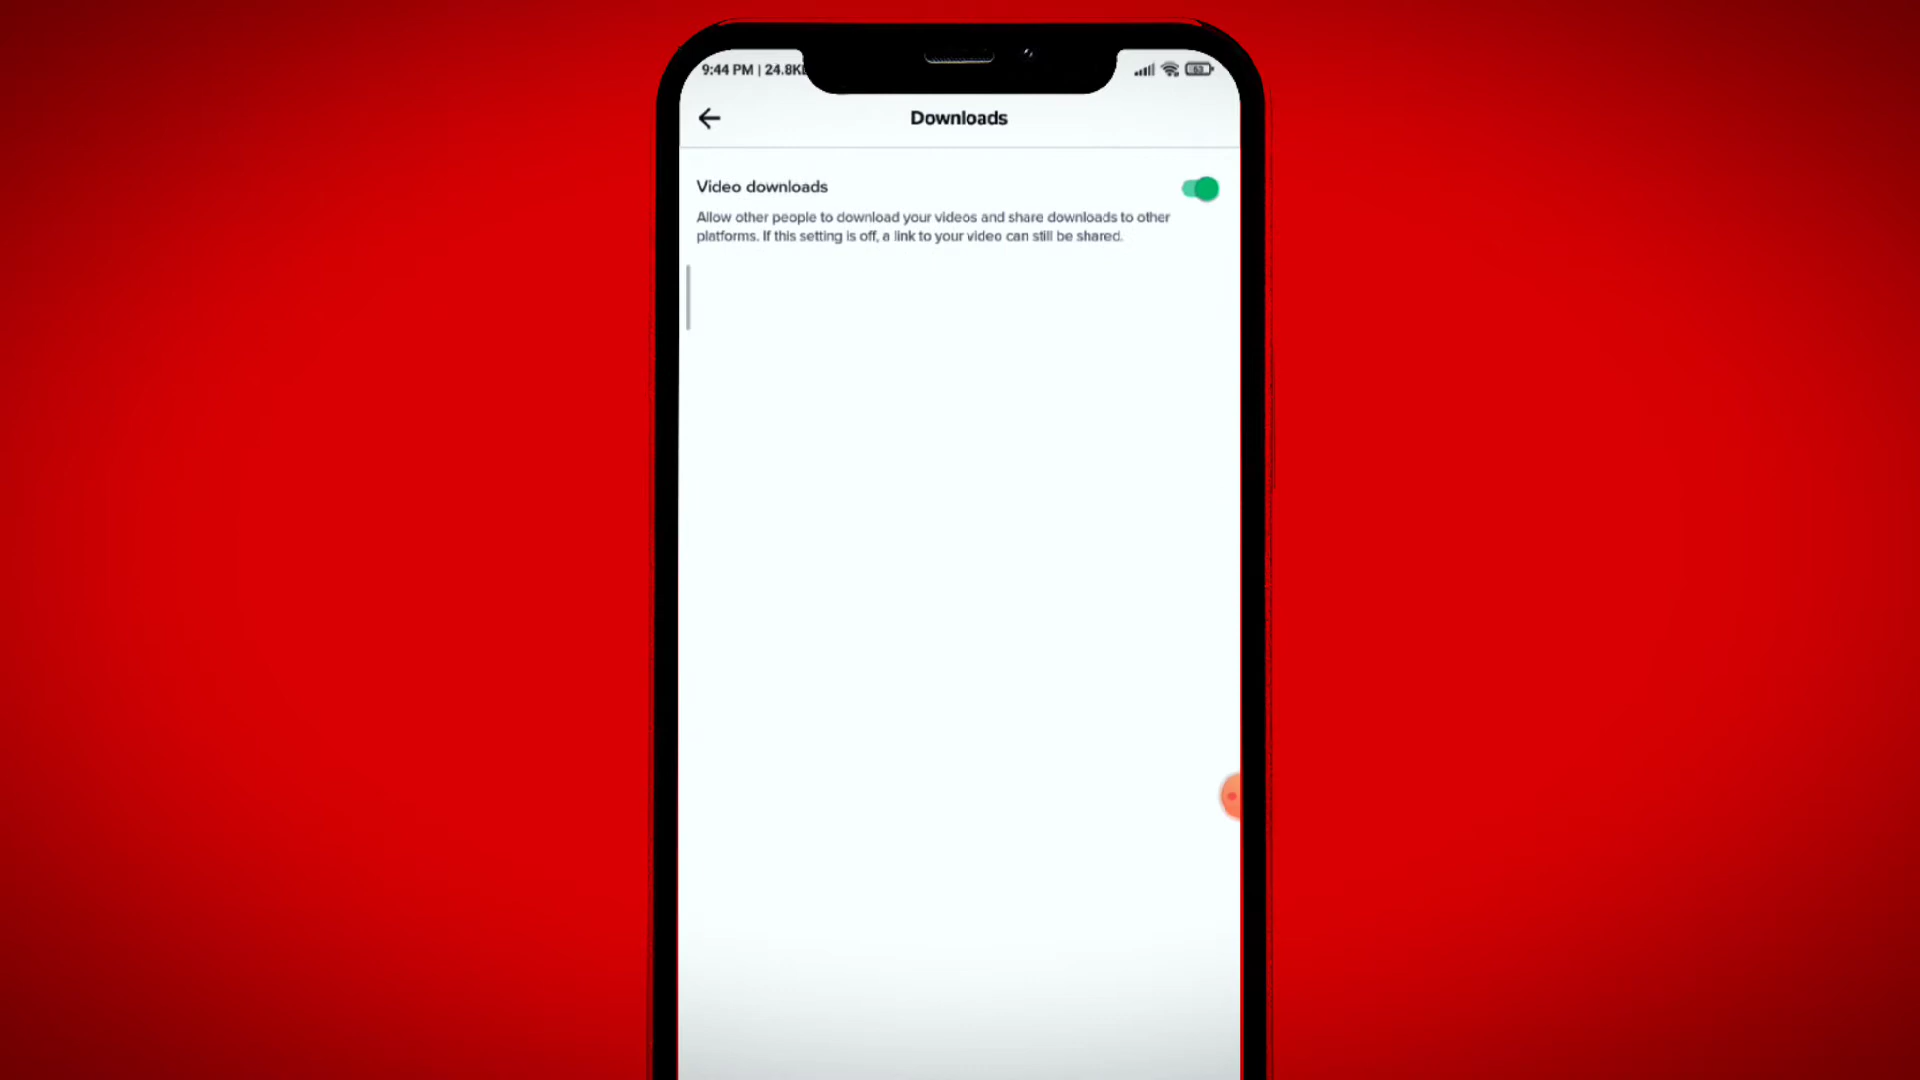 9:44 PM | 24.8K
63
Downloads
Video downloads
Allow other people to download your videos and share downloads to other
platforms. If this setting is off, a link to your video can still be shared.